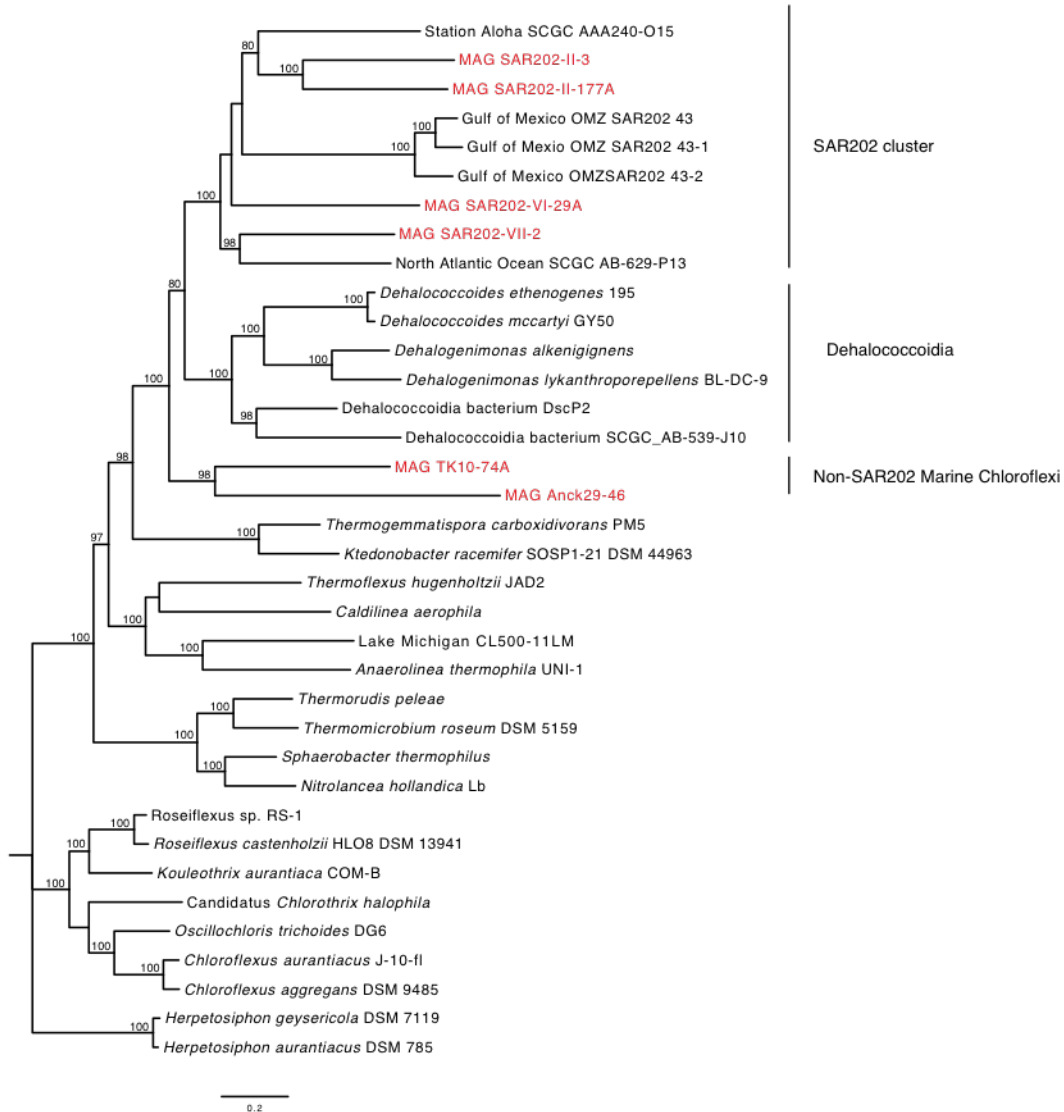 Station Aloha SCGC AAA240-O15
80
MAG SAR202-II-3
100
MAG SAR202-II-177A
Gulf of Mexico OMZ SAR202 43
100
Gulf of Mexio OMZ SAR202 43-1
100
SAR202 cluster
Gulf of Mexico OMZSAR202 43-2
100
MAG SAR202-VI-29A
MAG SAR202-VII-2
98
North Atlantic Ocean SCGC AB-629-P13
80
Dehalococcoides ethenogenes 195
100
Dehalococcoides mccartyi GY50
100
Dehalogenimonas alkenigignens
Dehalococcoidia
100
Dehalogenimonas lykanthroporepellens BL-DC-9
100
Dehalococcoidia bacterium DscP2
98
Dehalococcoidia bacterium SCGC_AB-539-J10
98
MAG TK10-74A
98
Non-SAR202 Marine Chloroflexi
MAG Anck29-46
Thermogemmatispora carboxidivorans PM5
100
97
Ktedonobacter racemifer SOSP1-21 DSM 44963
Thermoflexus hugenholtzii JAD2
Caldilinea aerophila
100
100
Lake Michigan CL500-11LM
100
Anaerolinea thermophila UNI-1
Thermorudis peleae
100
Thermomicrobium roseum DSM 5159
100
Sphaerobacter thermophilus
100
Nitrolancea hollandica Lb
Roseiflexus sp. RS-1
100
Roseiflexus castenholzii HLO8 DSM 13941
100
Kouleothrix aurantiaca COM-B
100
Candidatus Chlorothrix halophila
Oscillochloris trichoides DG6
100
Chloroflexus aurantiacus J-10-fl
100
Chloroflexus aggregans DSM 9485
Herpetosiphon geysericola DSM 7119
100
Herpetosiphon aurantiacus DSM 785
0.2